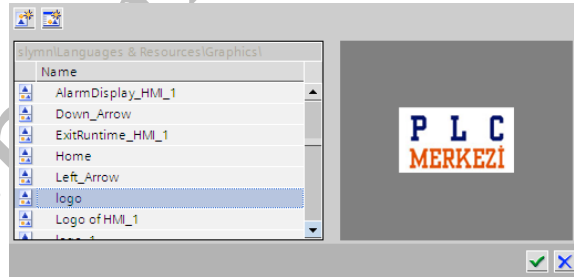 slymn\Languages & Resources\Graphics\
Name
AlarmDisplay_HMI_1
Down_Arrow
ExitRuntime_HMI_1
Home
Left_Arrow
logo
Logo of HMI_1
P L C
MERKEZİ